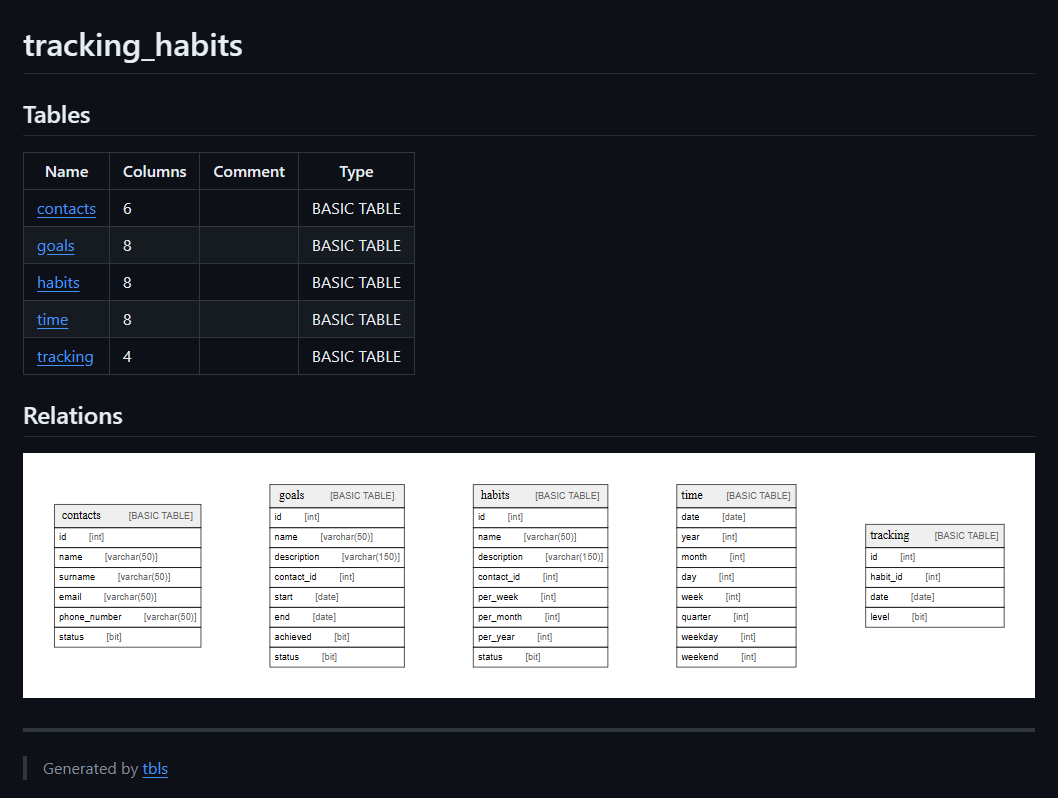 tracking_habits
Tables
Name Columns Comment Type
contacts 6 BASIC TABLE
goals 8 BASIC TABLE
habits 8 BASIC TABLE
time 8 BASIC TABLE
tracking 4 BASIC TABLE
Relations
contacts [BASIC TABLE]
id [int]
name [varchar(50)]
surname [varchar(50)]
email [varchar(50)]
phone_number [varchar(50)]
status [bit]
goals [BASIC TABLE]
id [int]
name [varchar(50)]
description [varchar(150)]
contact_id [int]
start [date]
end [date]
achieved [bit]
status [bit]
habits [BASIC TABLE]
id [int]
name [varchar(50)]
description [varchar(150)]
contact_id [int]
per_week [int]
per_month [int]
per_year [int]
status [bit]
time [BASIC TABLE]
date [date]
year [int]
month [int]
day [int]
week [int]
quarter [int]
weekday [int]
weekend [int]
tracking [BASIC TABLE]
id [int]
habit_id [int]
date [date]
level [bit]
Generated by tbls